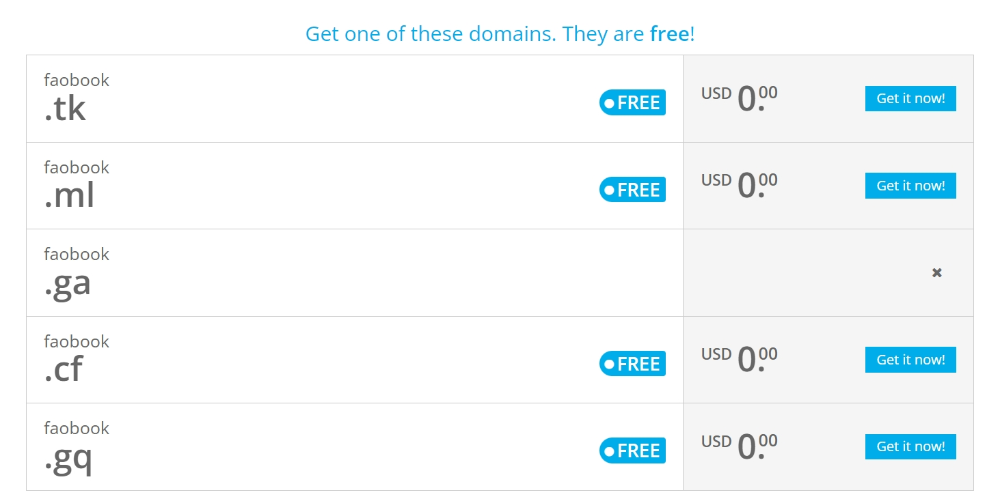 Get one of these domains. They are free!
faobook
.tk
FREE
USD 0.00
Get it now!
faobook
.ml
FREE
USD 0.00
Get it now!
faobook
.ga
faobook
.cf
FREE
USD 0.00
Get it now!
faobook
.gq
FREE
USD 0.00
Get it now!